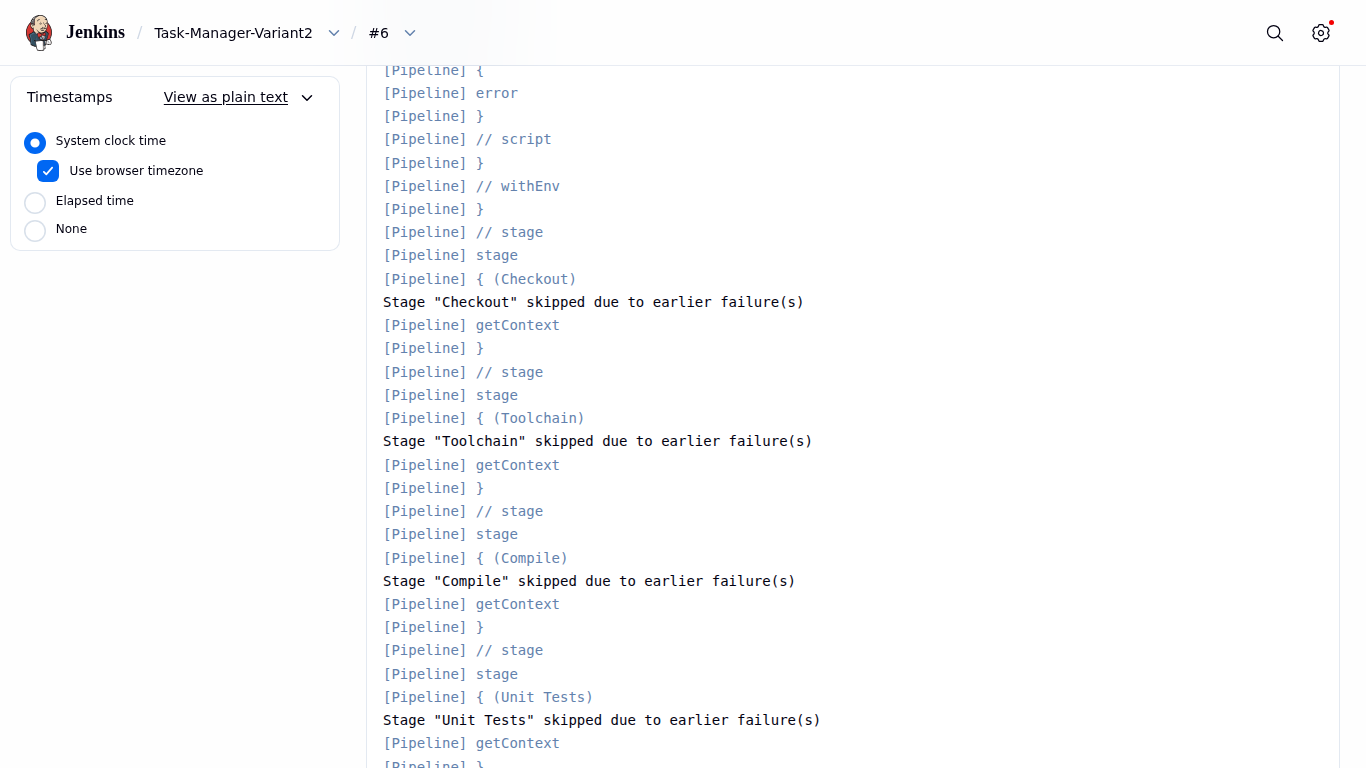 Jenkins / Task-Manager-Variant2 / #6
Timestamps View as plain text
System clock time
Use browser timezone
Elapsed time
None
[Pipeline] {
[Pipeline] error
[Pipeline] }
[Pipeline] // script
[Pipeline] }
[Pipeline] // withEnv
[Pipeline] }
[Pipeline] // stage
[Pipeline] stage
[Pipeline] { (Checkout)
Stage "Checkout" skipped due to earlier failure(s)
[Pipeline] getContext
[Pipeline] }
[Pipeline] // stage
[Pipeline] stage
[Pipeline] { (Toolchain)
Stage "Toolchain" skipped due to earlier failure(s)
[Pipeline] getContext
[Pipeline] }
[Pipeline] // stage
[Pipeline] stage
[Pipeline] { (Compile)
Stage "Compile" skipped due to earlier failure(s)
[Pipeline] getContext
[Pipeline] }
[Pipeline] // stage
[Pipeline] stage
[Pipeline] { (Unit Tests)
Stage "Unit Tests" skipped due to earlier failure(s)
[Pipeline] getContext
[Pipeline] }